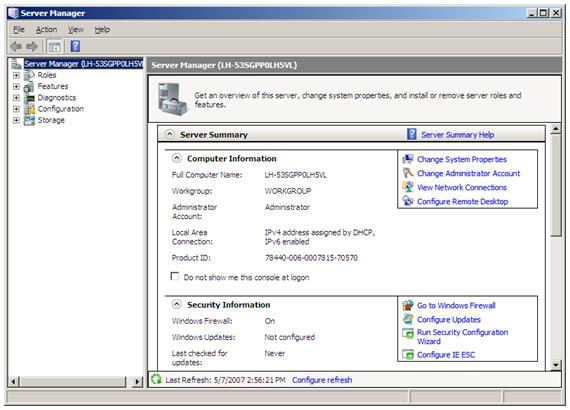 Server Manager
File Action View Help
Server Manager (LH-53SGPP0LH5V
Roles
Features
Diagnostics
Configuration
Storage
Server Manager (LH-53SGPP0LH5VL)
Get an overview of this server, change system properties, and install or remove server roles and
features.
Server Summary
Server Summary Help
Computer Information
Full Computer Name: LH-53SGPP0LH5VL
Workgroup: WORKGROUP
Administrator Account: Administrator
Local Area Connection: IPv4 address assigned by DHCP, IPv6 enabled
Product ID: 78440-006-0007815-70570
Do not show me this console at logon
Change System Properties
Change Administrator Account
View Network Connections
Configure Remote Desktop
Security Information
Windows Firewall: On
Windows Updates: Not configured
Last checked for updates: Never
Go to Windows Firewall
Configure Updates
Run Security Configuration
Wizard
Configure IE ESC
Last Refresh: 5/7/2007 2:56:21 PM Configure refresh